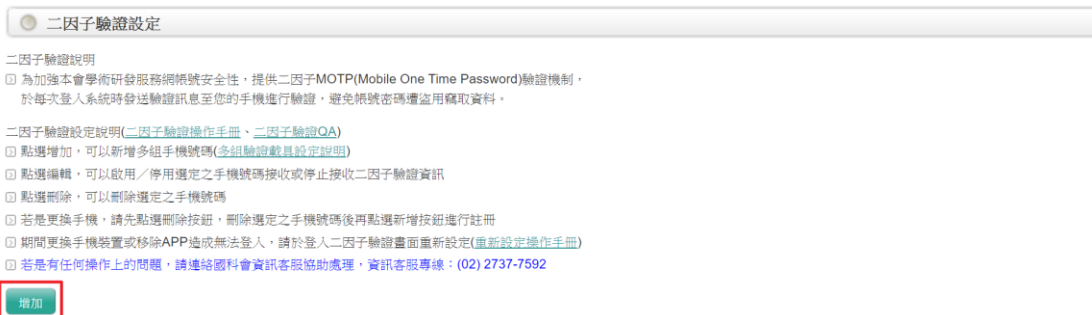 二因子驗證設定
二因子驗證說明
為加強本會學術研發服務網帳號安全性，提供二因子MOTP(Mobile One Time Password)驗證機制，
於每次登入系統時發送驗證訊息至您的手機進行驗證，避免帳號密碼遭盜用竊取資料。
二因子驗證設定說明(二因子驗證操作手冊、二因子驗證QA)
點選增加，可以新增多組手機號碼(多組驗證載具設定說明)
點選編輯，可以啟用／停用選定之手機號碼接收或停止接收二因子驗證資訊
點選刪除，可以刪除選定之手機號碼
若是更換手機，請先點選刪除按鈕，刪除選定之手機號碼後再點選新增按鈕進行註冊
期間更換手機裝置或移除APP造成無法登入，請於登入二因子驗證畫面重新設定(重新設定操作手冊)
若是有任何操作上的問題，請連絡國科會資訊客服協助處理，資訊客服專線：(02) 2737-7592
增加